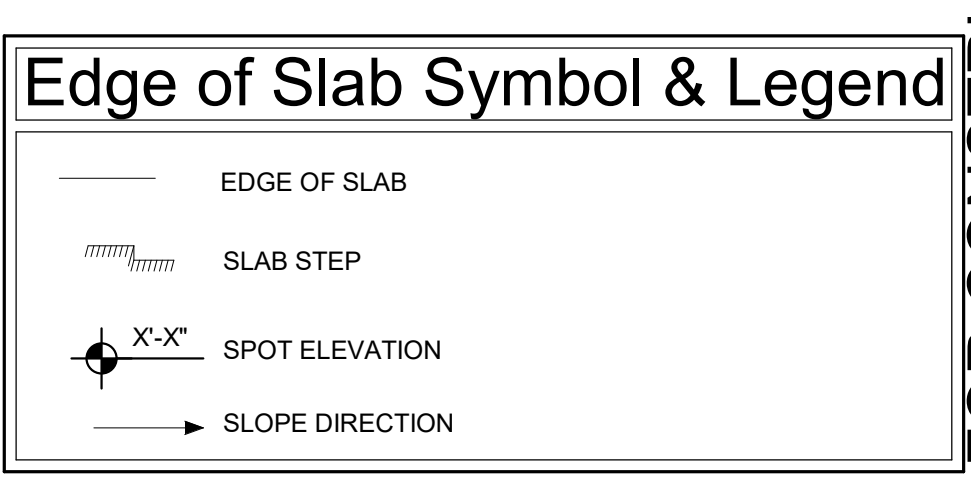 Edge of Slab Symbol & Legend
EDGE OF SLAB
SLAB STEP
X'-X" SPOT ELEVATION
SLOPE DIRECTION